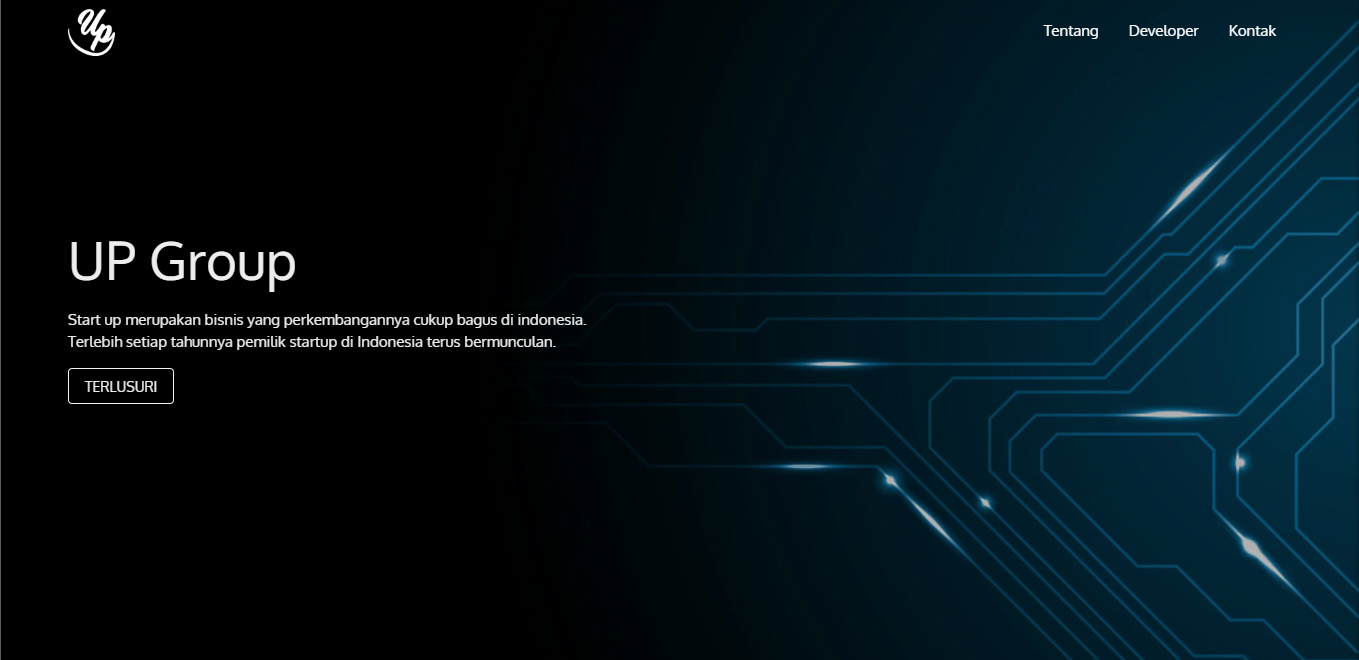 Up
Tentang Developer Kontak
UP Group
Start up merupakan bisnis yang perkembangannya cukup bagus di indonesia.
Terlebih setiap tahunnya pemilik startup di Indonesia terus bermunculan.
TERLUSURI